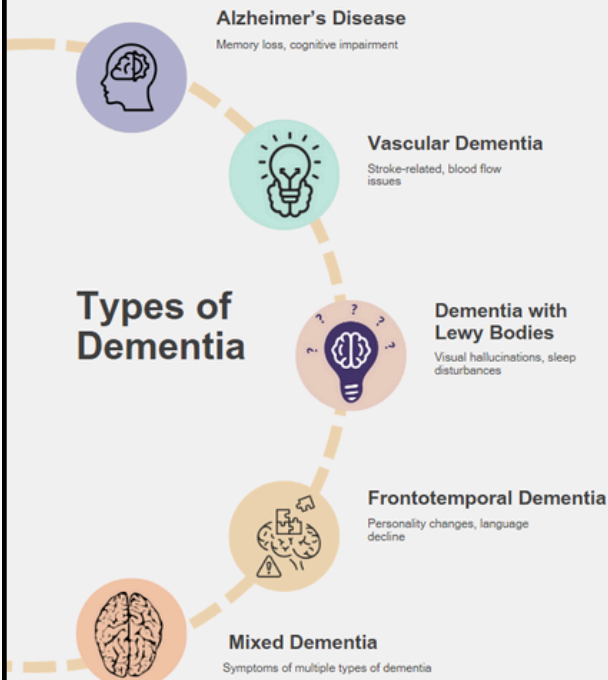 Alzheimer's Disease
Memory loss, cognitive impairment
Vascular Dementia
Stroke-related, blood flow
issues
Types of
Dementia
? ? ? ? ?
Dementia with
Lewy Bodies
Visual hallucinations, sleep
disturbances
Frontotemporal Dementia
Personality changes, language
decline
!
Mixed Dementia
Symptoms of multiple types of dementia